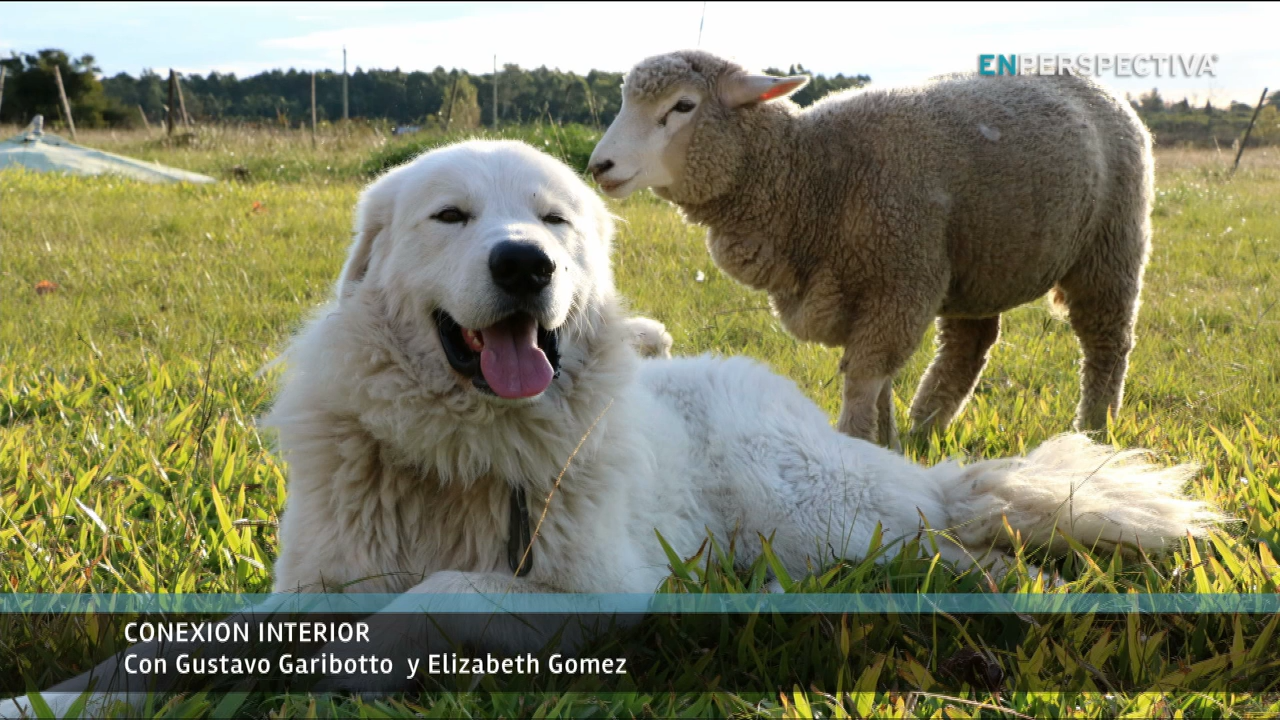 ENPERSPECTIVA
CONEXION INTERIOR
Con Gustavo Garibotto y Elizabeth Gomez